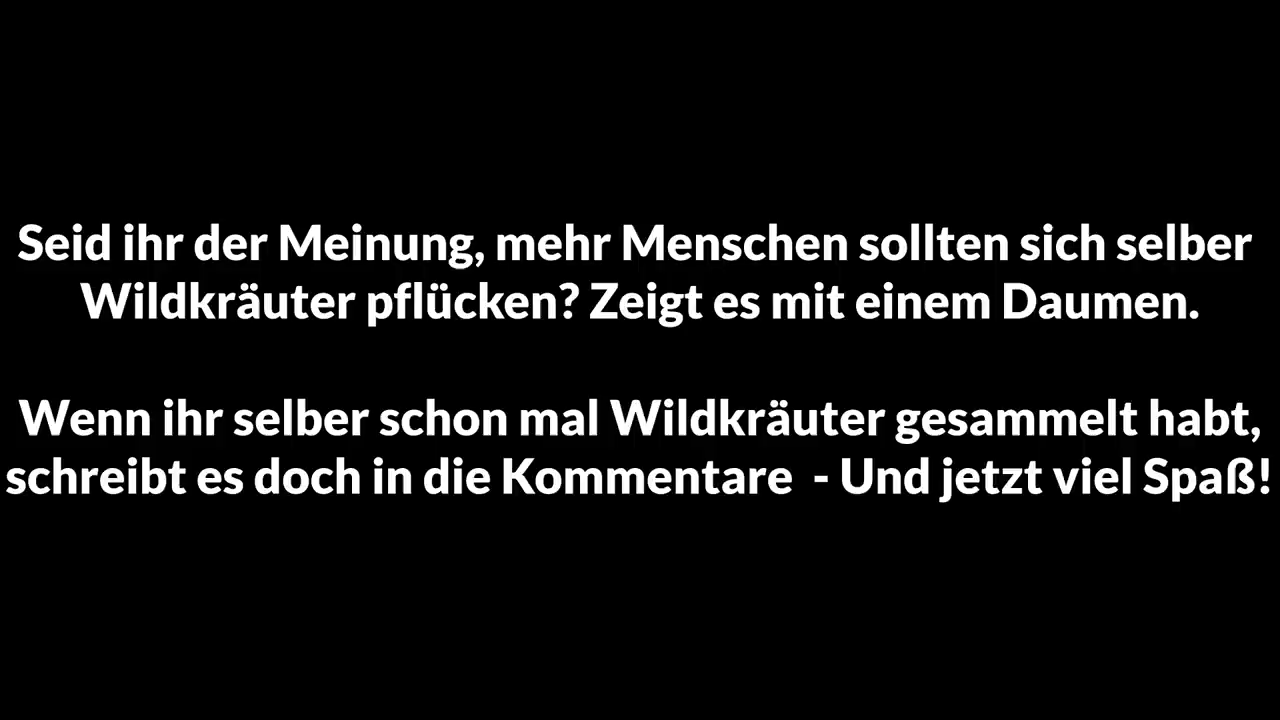 Seid ihr der Meinung, mehr Menschen sollten sich selber
Wildkräuter pflücken? Zeigt es mit einem Daumen.
Wenn ihr selber schon mal Wildkräuter gesammelt habt,
schreibt es doch in die Kommentare - Und jetzt viel Spaß!